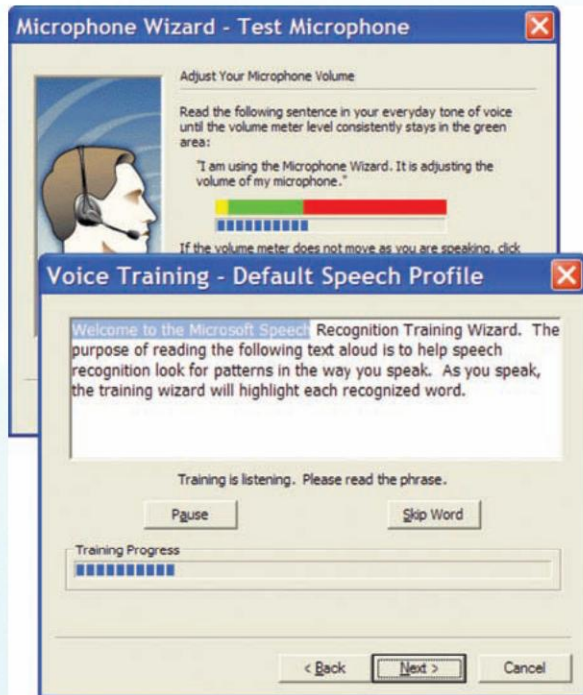 Microphone Wizard - Test Microphone
Adjust Your Microphone Volume
Read the following sentence in your everyday tone of voice
until the volume meter level consistently stays in the green
area:
"I am using the Microphone Wizard. It is adjusting the
volume of my microphone."
If the volume meter does not move as you are speaking, click
Voice Training - Default Speech Profile
Welcome to the Microsoft Speech Recognition Training Wizard. The
purpose of reading the following text aloud is to help speech
recognition look for patterns in the way you speak. As you speak,
the training wizard will highlight each recognized word.
Training is listening. Please read the phrase.
Pause
Skip Word
Training Progress
< Back
Next >
Cancel